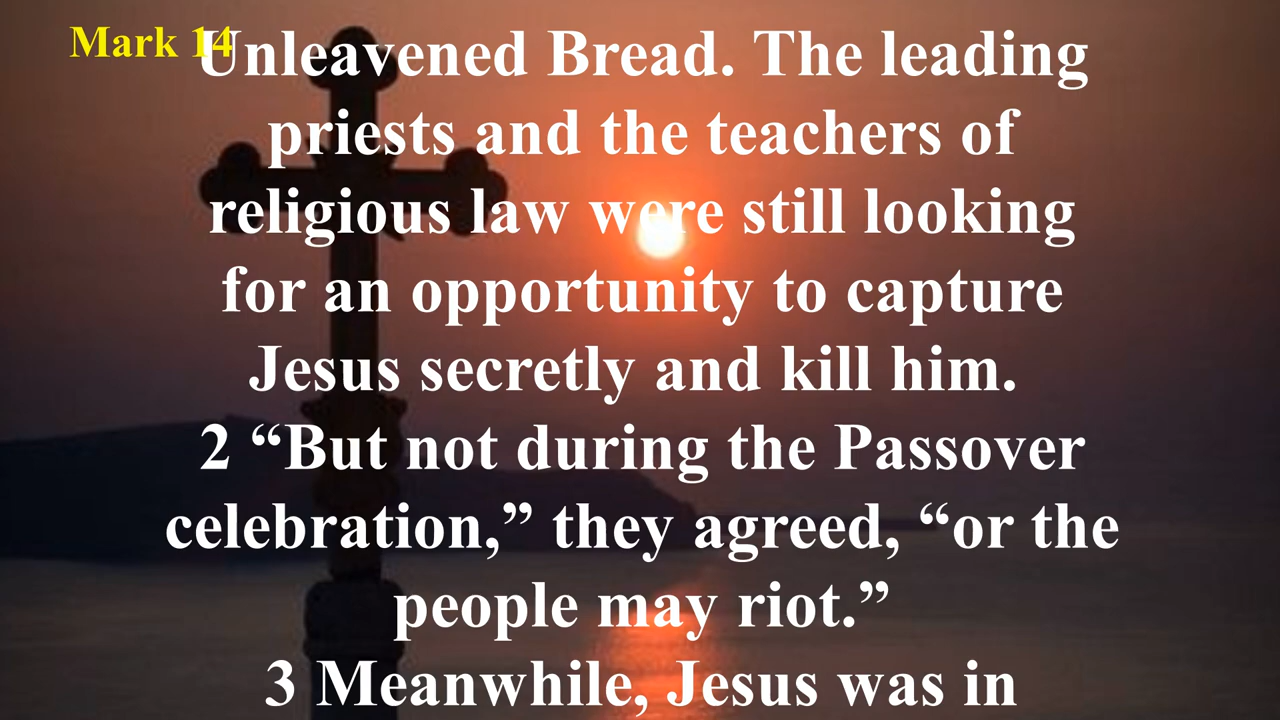 Mark 14
Unleavened Bread. The leading
priests and the teachers of
religious law were still looking
for an opportunity to capture
Jesus secretly and kill him.
2 “But not during the Passover
celebration,” they agreed, “or the
people may riot.”
3 Meanwhile, Jesus was in